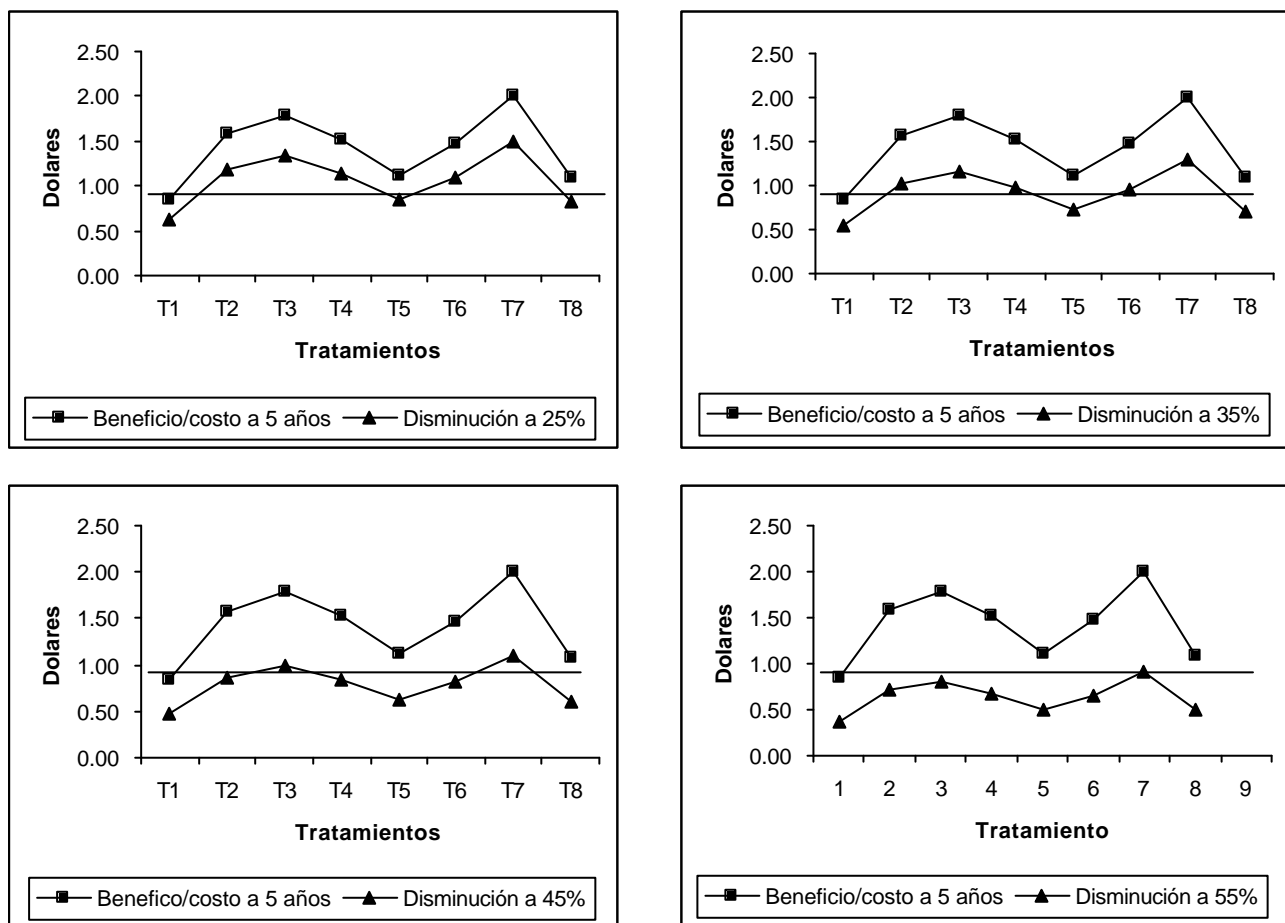 2.50
2.00
1.50
1.00
0.50
0.00
Dolares
T1 T2 T3 T4 T5 T6 T7 T8
Tratamientos
Beneficio/costo a 5 años Disminución a 25%
2.50
2.00
1.50
1.00
0.50
0.00
Dolares
T1 T2 T3 T4 T5 T6 T7 T8
Tratamientos
Beneficio/costo a 5 años Disminución a 35%
2.50
2.00
1.50
1.00
0.50
0.00
Dolares
T1 T2 T3 T4 T5 T6 T7 T8
Tratamientos
Benefico/costo a 5 años Disminución a 45%
2.50
2.00
1.50
1.00
0.50
0.00
Dolares
1 2 3 4 5 6 7 8 9
Tratamiento
Beneficio/costo a 5 años Disminución a 55%